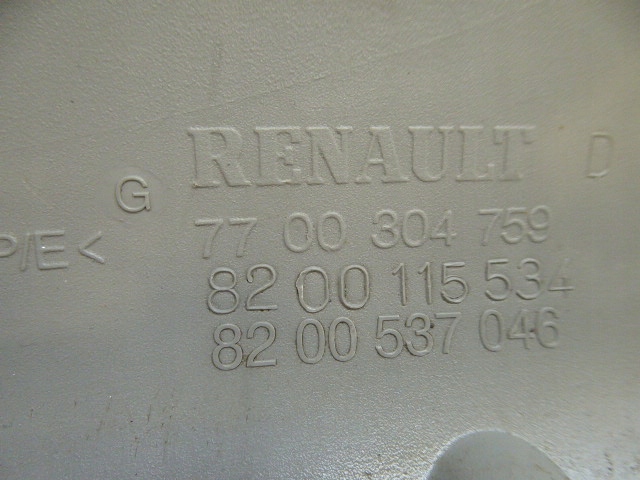 RENAULT
G D
77 00 304 759
P/E<
82 00 115 534
82 00 537 046